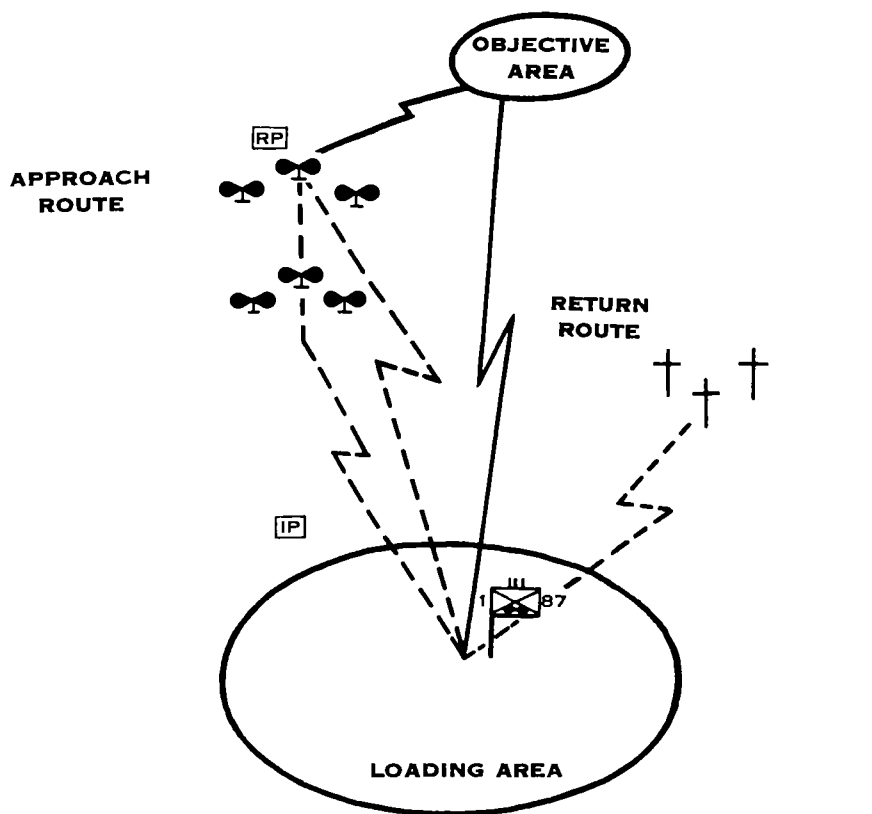 OBJECTIVE
AREA
RP
APPROACH
ROUTE
RETURN
ROUTE
IP
1 87
LOADING AREA